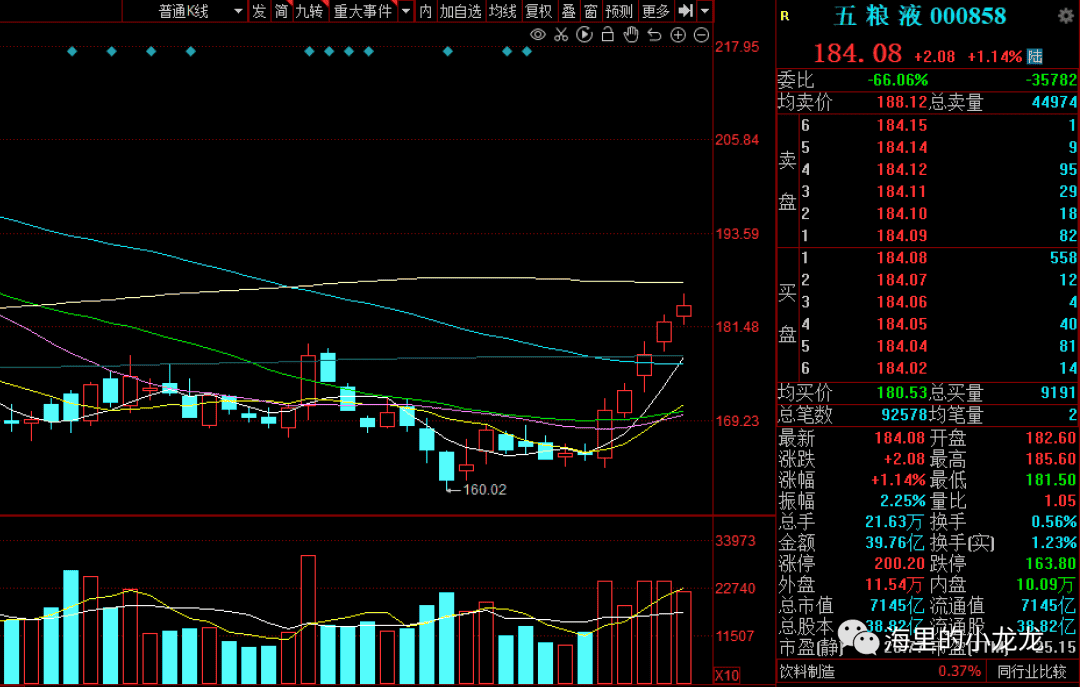 普通K线 发 简 九转 重大事件 内 加自选 均线 复权 叠 窗 预测 更多
217.95
205.84
193.59
181.48
169.23
160.02
33973
22740
11507
X10
R 五粮液 000858
184.08 +2.08 +1.14% 陆
委比 -66.06% -35782
均卖价 188.12 总卖量 44974
卖盘
6 184.15 1
5 184.14 9
4 184.12 95
3 184.11 29
2 184.10 18
1 184.09 82
买盘
1 184.08 558
2 184.07 12
3 184.06 4
4 184.05 40
5 184.04 81
6 184.02 14
均买价 180.53 总买量 9191
总笔数 92578 均笔量 2
最新 184.08 开盘 182.60
涨跌 +2.08 最高 185.60
涨幅 +1.14% 最低 181.50
振幅 2.25% 量比 1.05
总手 21.63万 换手 0.56%
金额 39.76亿 换手(实) 1.23%
涨停 200.20 跌停 163.80
外盘 11.54万 内盘 10.09万
总市值 7145亿 流通值 7145亿
总股本 38.82亿 流通股 38.82亿
市盈(静) 市盈 25.15
海里的小龙龙
饮料制造 0.37% 同行业比较